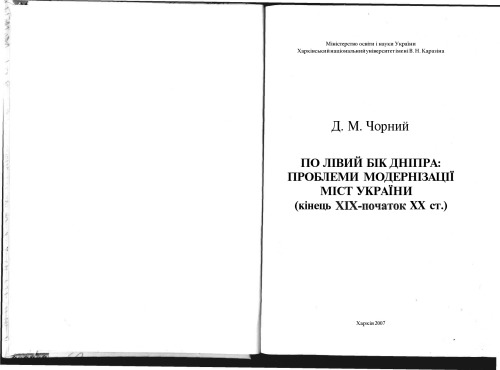 Міністерство освіти і науки України
Харківський національний університет імені В. Н. Каразіна
Д. М. Чорний
ПО ЛІВИЙ БІК ДНІПРА:
ПРОБЛЕМИ МОДЕРНІЗАЦІЇ
МІСТ УКРАЇНИ
(кінець XIX-початок XX ст.)
Харків 2007